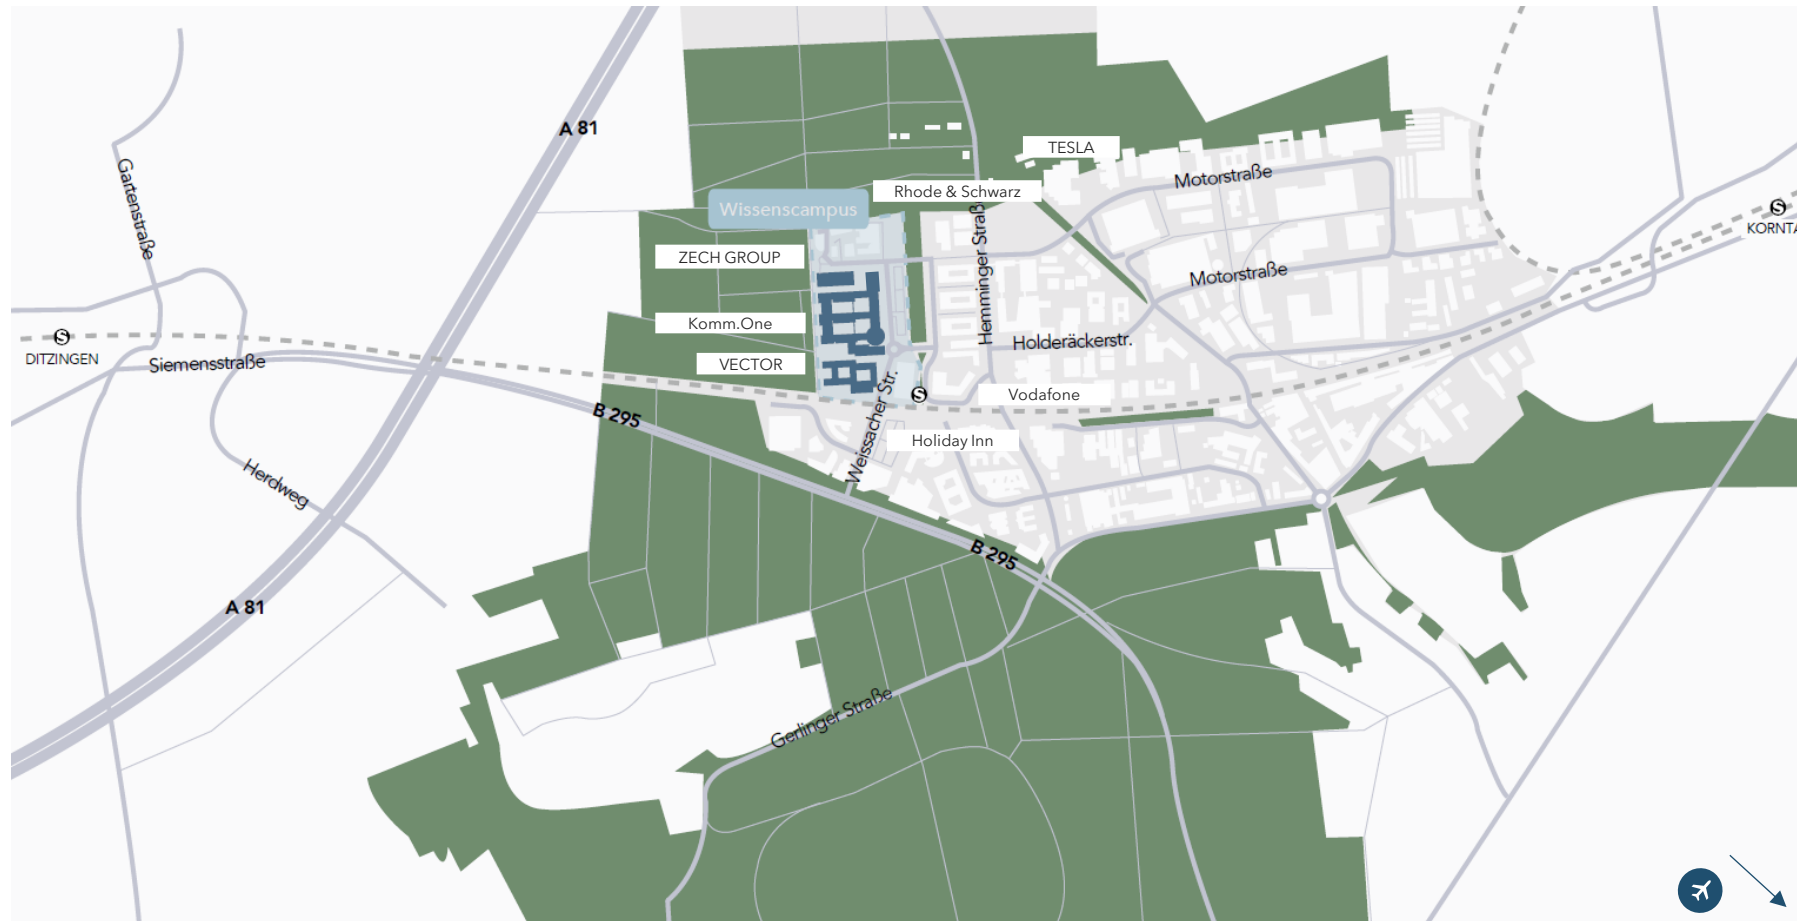 A 81
TESLA
Gartenstraße
Motorstraße
Rhode & Schwarz
Wissenscampus
S
KORNTA
Hemminger Straß
ZECH GROUP
Motorstraße
Komm.One
S
DITZINGEN
Holderäckerstr.
Siemensstraße
VECTOR
S
Vodafone
B 295
Weissacher Str.
Holiday Inn
Herdweg
B 295
A 81
Gerlinger Straße